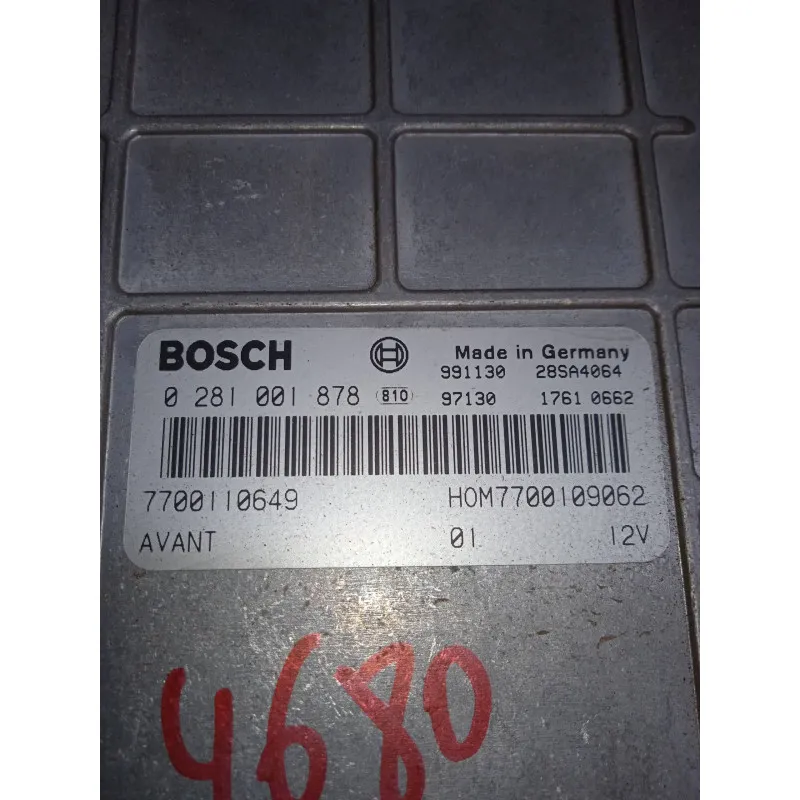 BOSCH Made in Germany
991130 28SA4064
0 281 001 878 810 97130 1761 0662
7700110649 HOM7700109062
AVANT 01 12V
4680